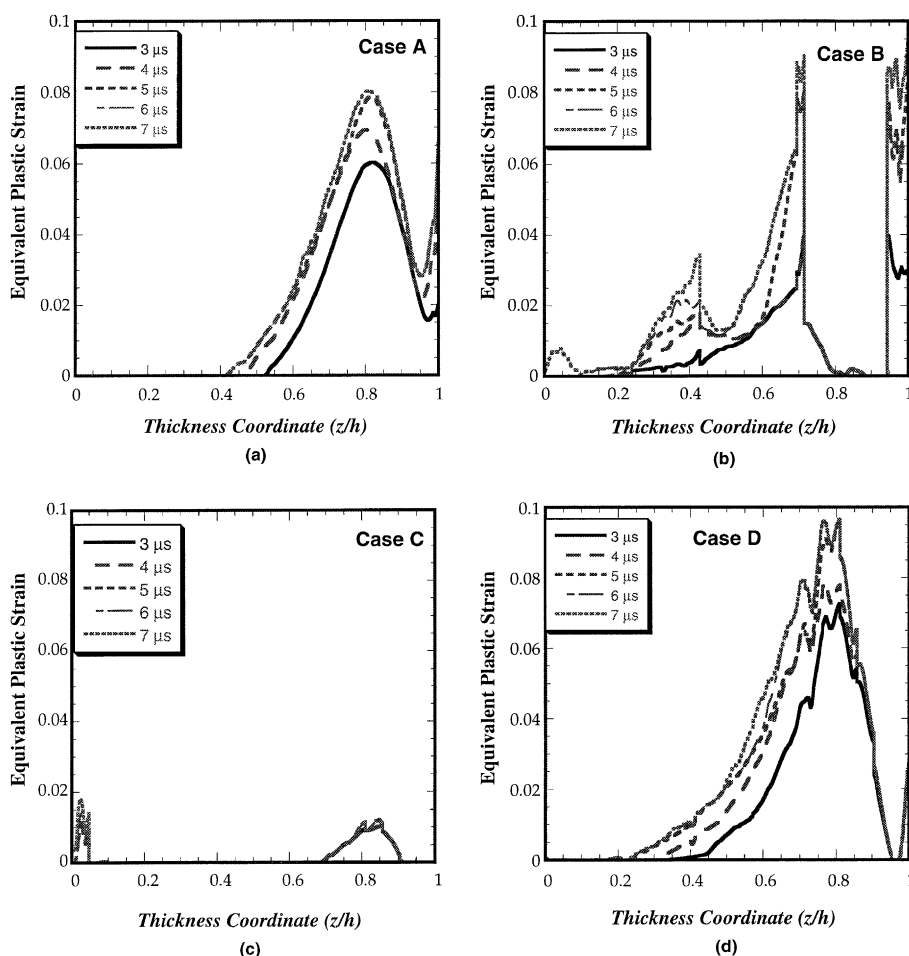 0.1
0.08
0.06
0.04
0.02
0
Equivalent Plastic Strain
3 μs
4 μs
5 μs
6 μs
7 μs
Case A
0 0.2 0.4 0.6 0.8 1
Thickness Coordinate (z/h)
(a)
0.1
0.08
0.06
0.04
0.02
0
Equivalent Plastic Strain
3 μs
4 μs
5 μs
6 μs
7 μs
Case B
0 0.2 0.4 0.6 0.8 1
Thickness Coordinate (z/h)
(b)
0.1
0.08
0.06
0.04
0.02
0
Equivalent Plastic Strain
3 μs
4 μs
5 μs
6 μs
7 μs
Case C
0 0.2 0.4 0.6 0.8 1
Thickness Coordinate (z/h)
(c)
0.1
0.08
0.06
0.04
0.02
0
Equivalent Plastic Strain
3 μs
4 μs
5 μs
6 μs
7 μs
Case D
0 0.2 0.4 0.6 0.8 1
Thickness Coordinate (z/h)
(d)